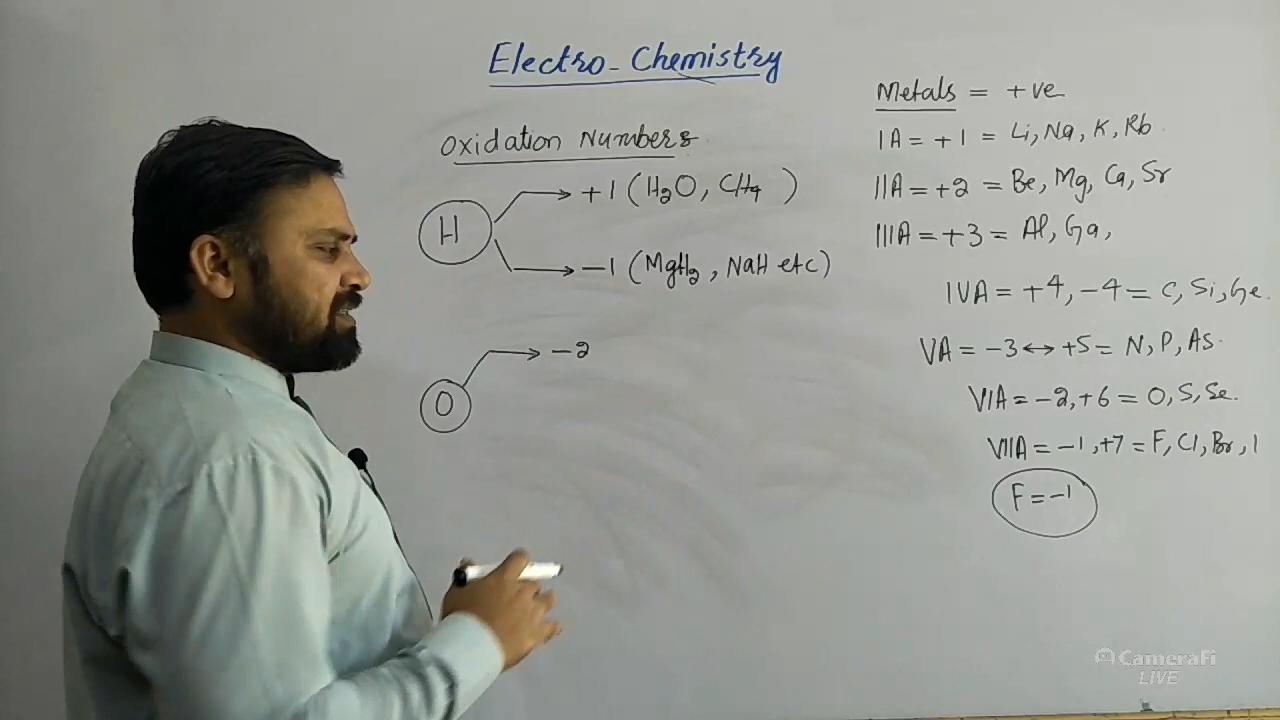 Electro-Chemistry
Oxidation Numbers
H
+1 (H₂O, CH₄ )
−1 (MgH₂, NaH etc)
O
−2
Metals = +ve
IA = +1 = Li, Na, K, Rb
IIA = +2 = Be, Mg, Ca, Sr
IIIA = +3 = Al, Ga,
IVA = +4, −4 = C, Si, Ge.
VA = −3 ↔ +5 = N, P, As.
VIA = −2, +6 = O, S, Se.
VIIA = −1, +7 = F, Cl, Br, I
F = −1
CameraFi
LIVE